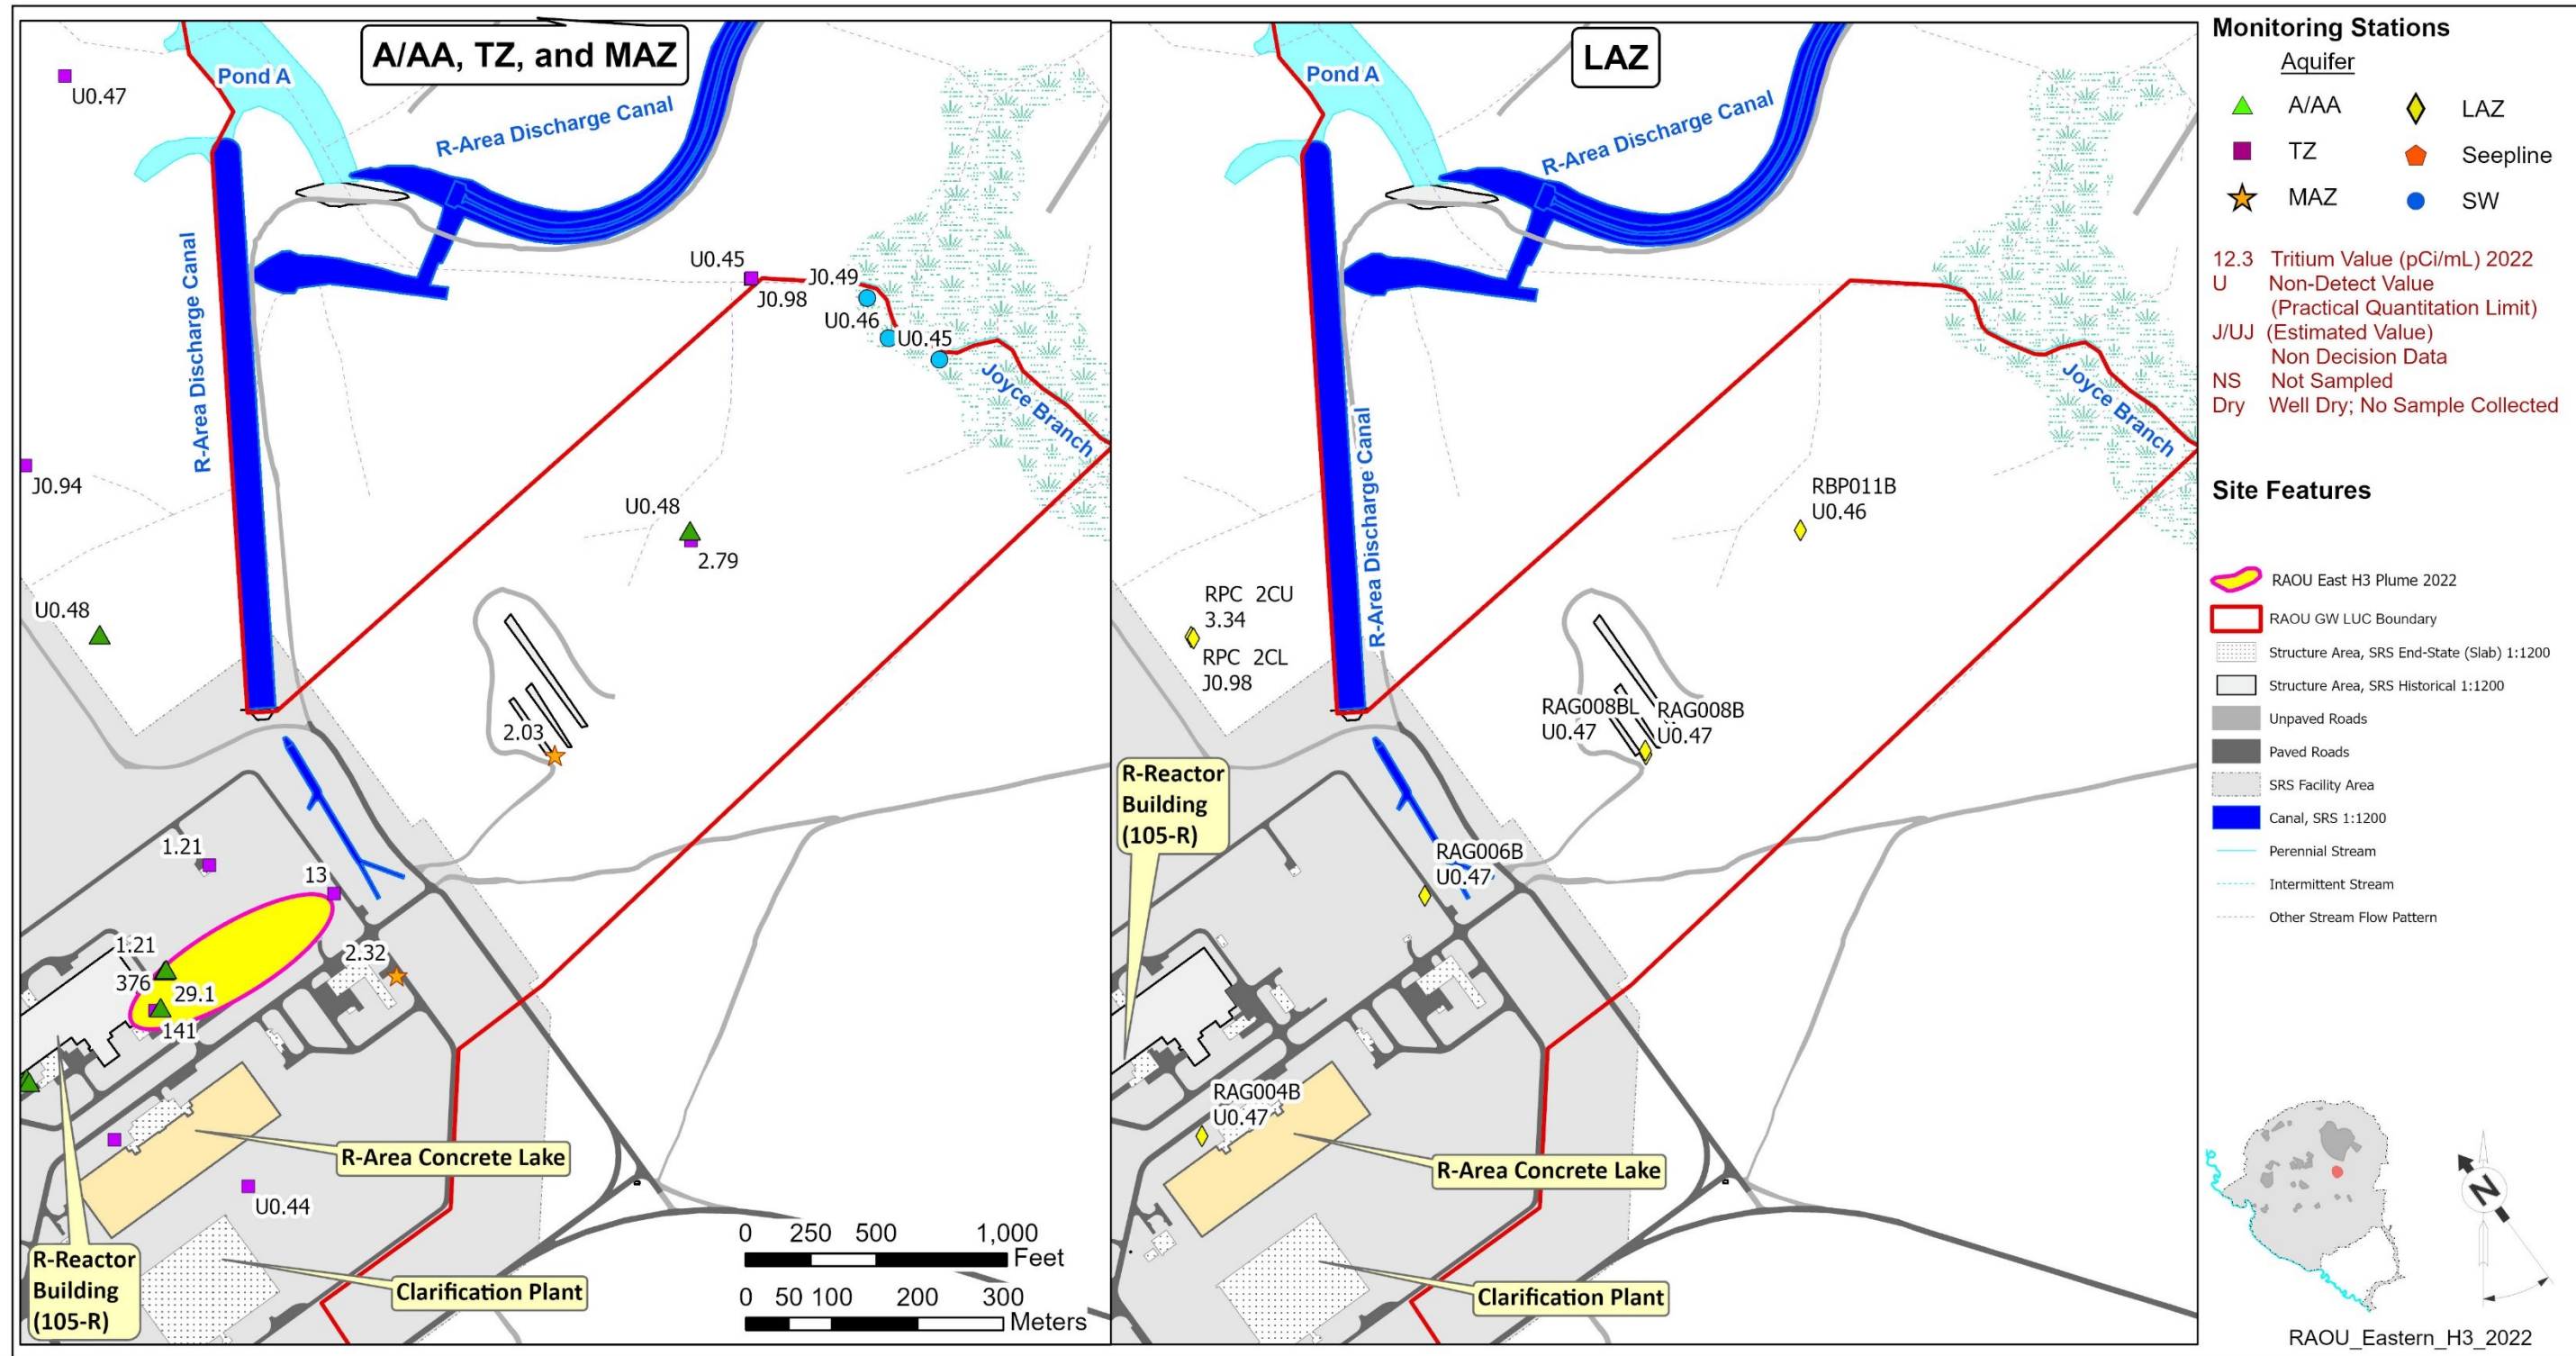 A/AA, TZ, and MAZ
Pond A
R-Area Discharge Canal
R-Area Discharge Canal
U0.47
U0.45
J0.98
J0.49
U0.46
U0.45
Joyce Branch
J0.94
U0.48
2.79
U0.48
2.03
1.21
13
1.21
376
29.1
141
2.32
R-Area Concrete Lake
U0.44
R-Reactor
Building
(105-R)
Clarification Plant
0 250 500 1,000
Feet
0 50 100 200 300
Meters
LAZ
Pond A
R-Area Discharge Canal
R-Area Discharge Canal
Joyce Branch
RBP011B
U0.46
RPC 2CU
3.34
RPC 2CL
J0.98
RAG008BL
U0.47
RAG008B
U0.47
R-Reactor
Building
(105-R)
RAG006B
U0.47
RAG004B
U0.47
R-Area Concrete Lake
Clarification Plant
Monitoring Stations
Aquifer
A/AA LAZ
TZ Seepline
MAZ SW
12.3 Tritium Value (pCi/mL) 2022
U Non-Detect Value
(Practical Quantitation Limit)
J/UJ (Estimated Value)
Non Decision Data
NS Not Sampled
Dry Well Dry; No Sample Collected
Site Features
RAOU East H3 Plume 2022
RAOU GW LUC Boundary
Structure Area, SRS End-State (Slab) 1:1200
Structure Area, SRS Historical 1:1200
Unpaved Roads
Paved Roads
SRS Facility Area
Canal, SRS 1:1200
Perennial Stream
Intermittent Stream
Other Stream Flow Pattern
N
RAOU_Eastern_H3_2022